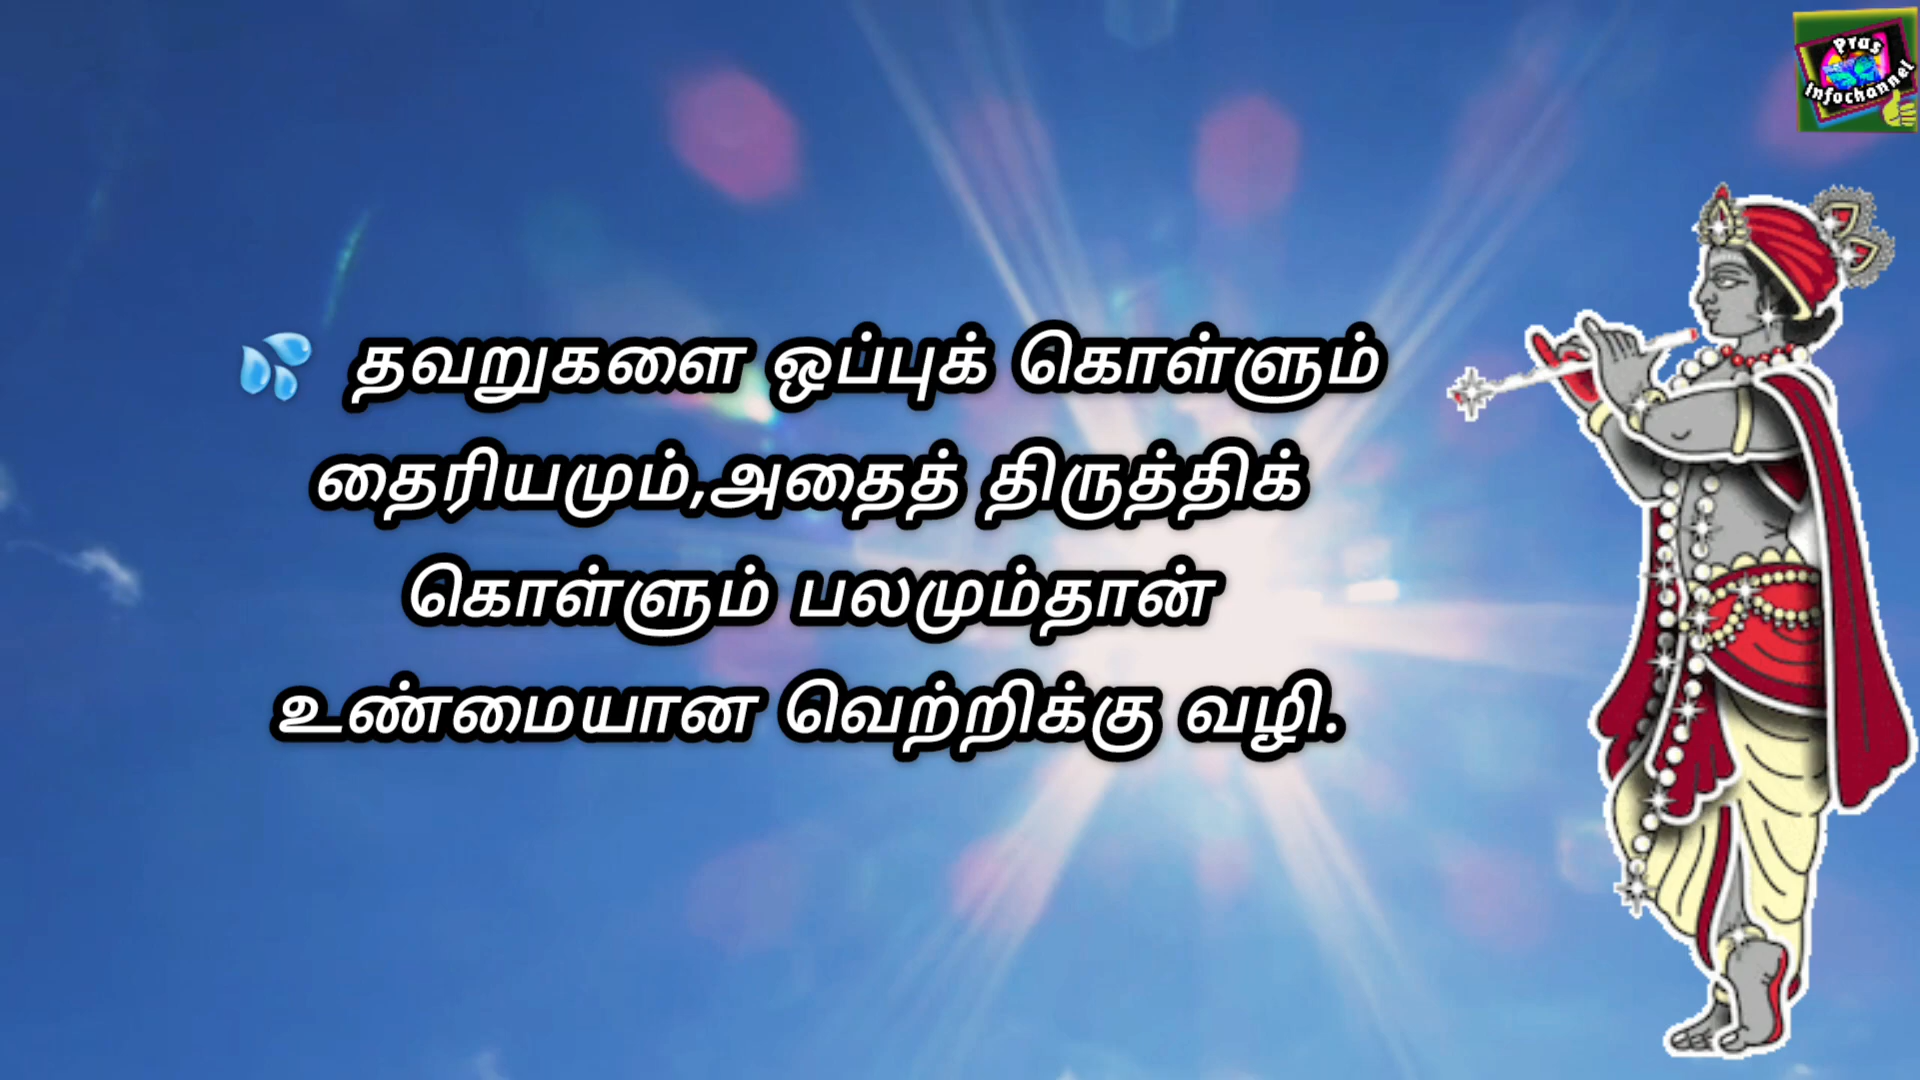 Pras
infochannel
💦 தவறுகளை ஒப்புக் கொள்ளும்
தைரியமும்,அதைத் திருத்திக்
கொள்ளும் பலமும்தான்
உண்மையான வெற்றிக்கு வழி.